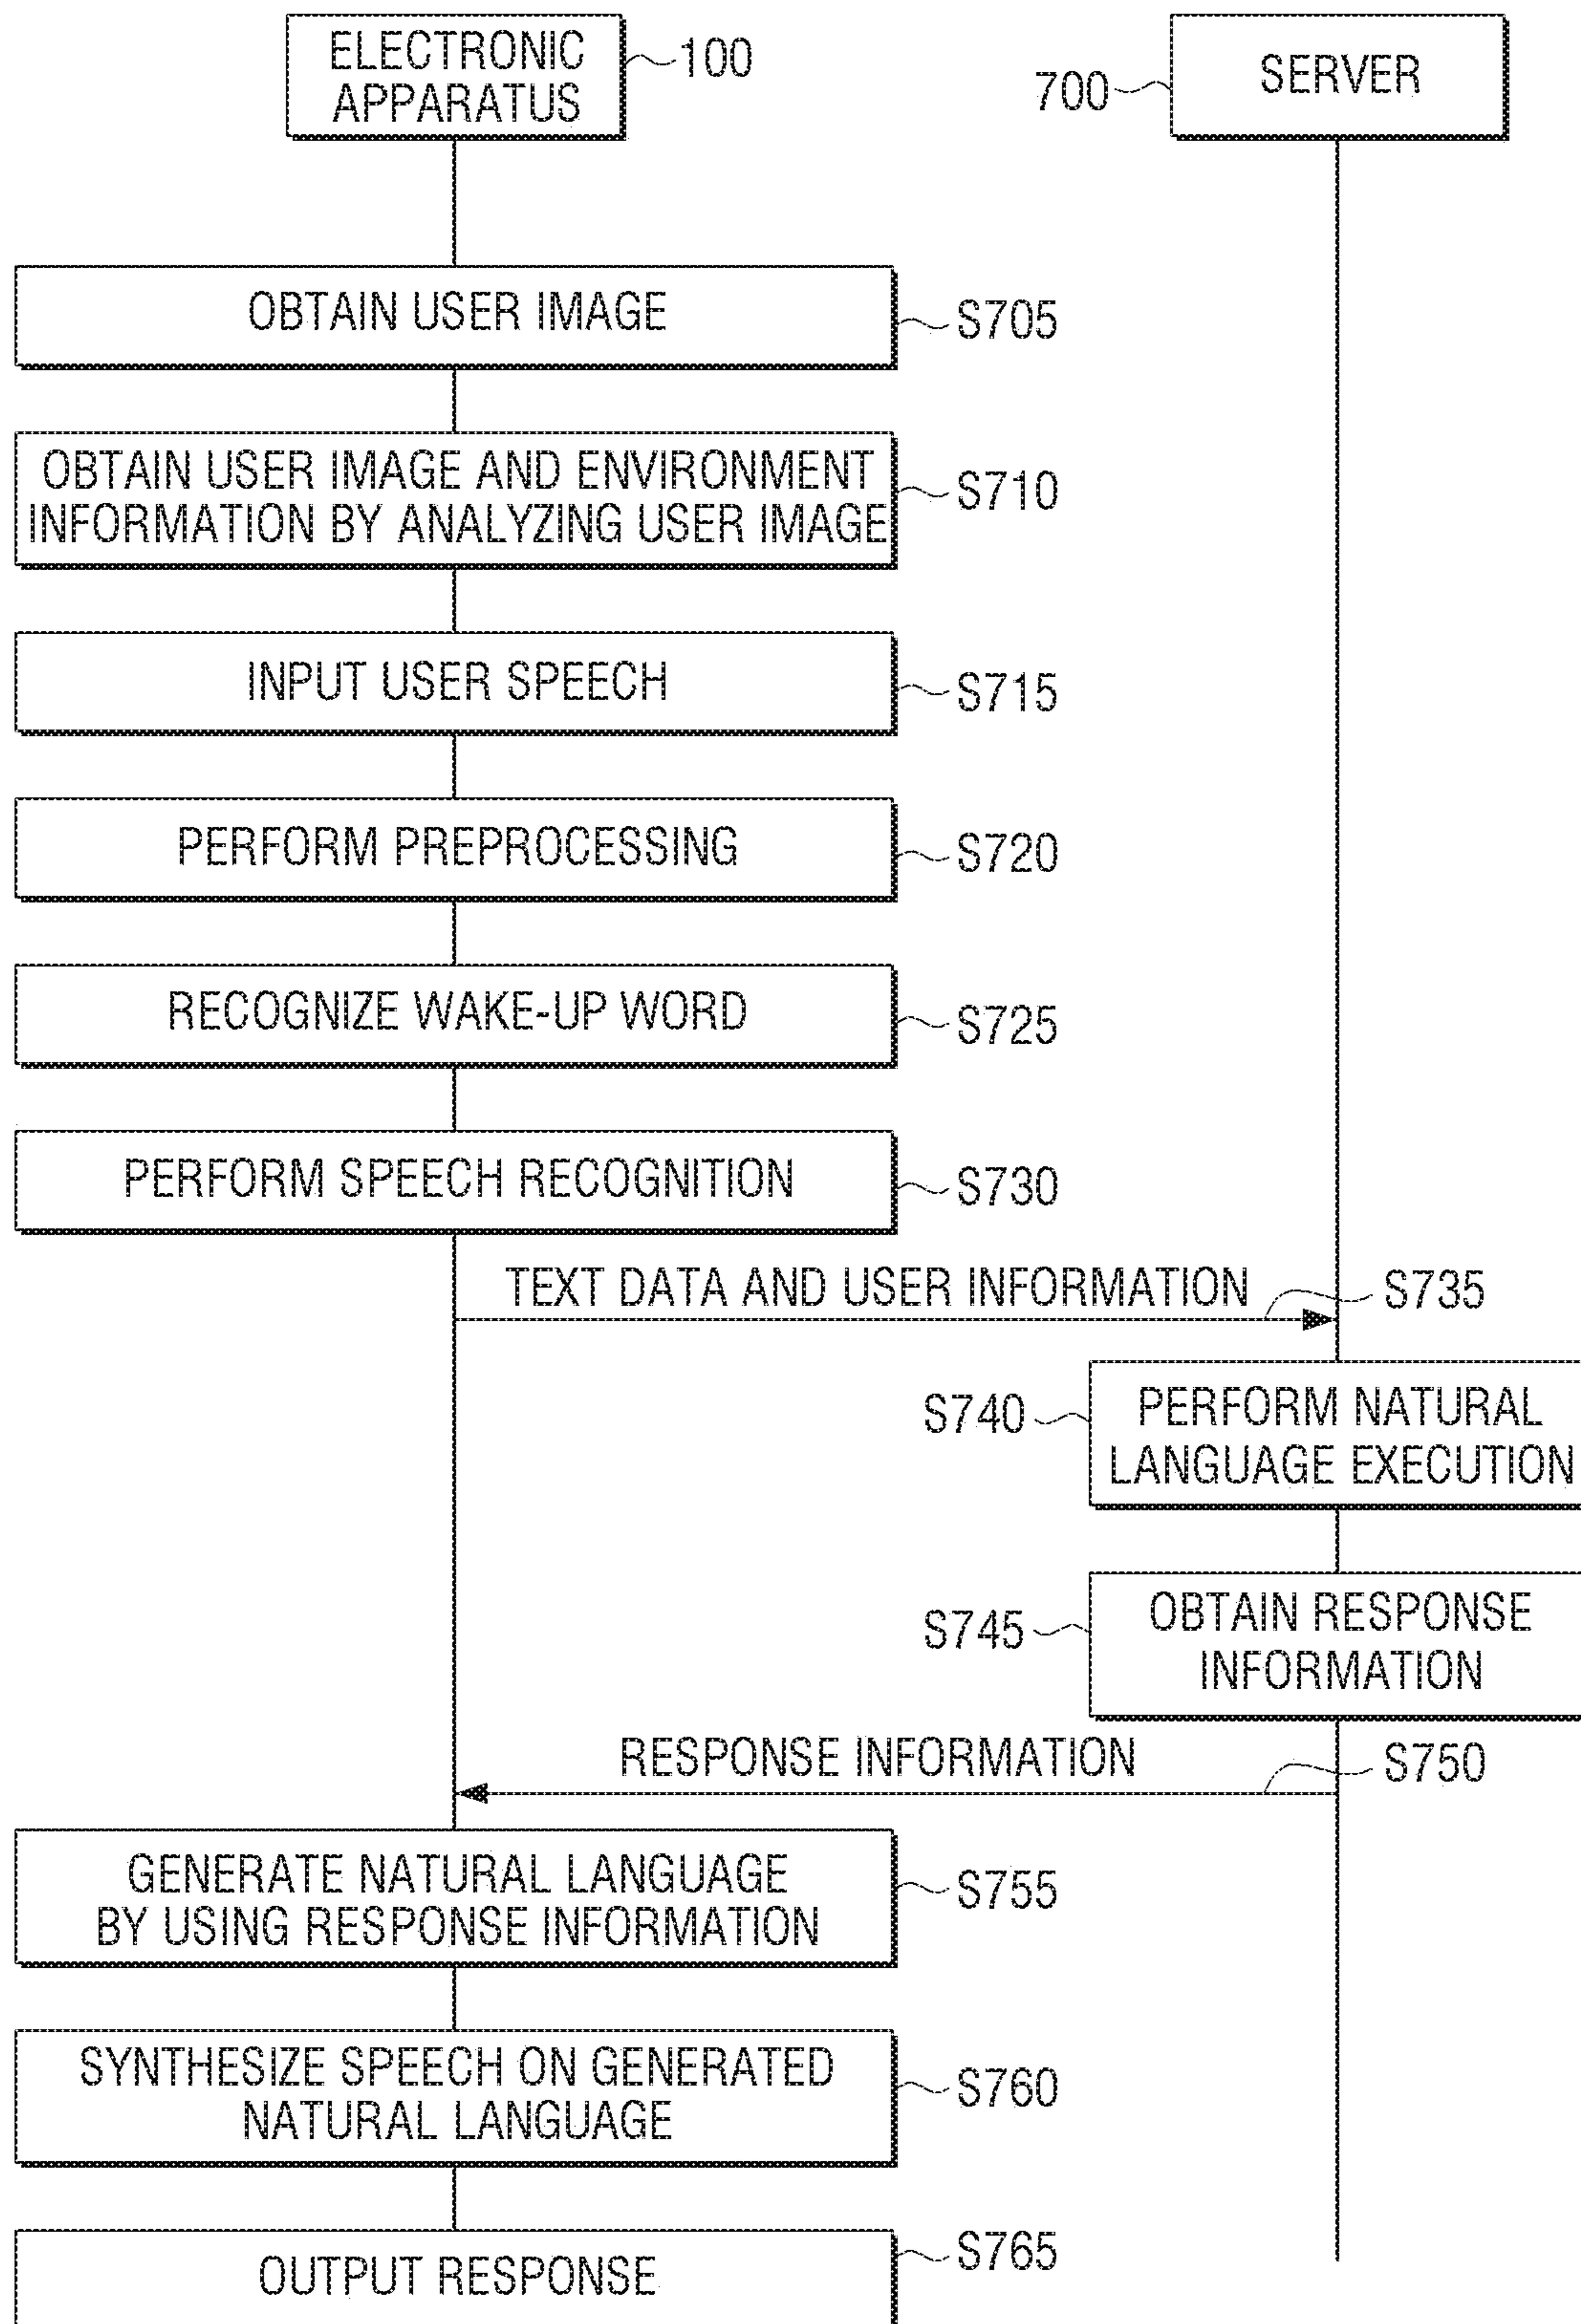 ELECTRONIC
APPARATUS
100
700
SERVER
OBTAIN USER IMAGE
S705
OBTAIN USER IMAGE AND ENVIRONMENT
INFORMATION BY ANALYZING USER IMAGE
S710
INPUT USER SPEECH
S715
PERFORM PREPROCESSING
S720
RECOGNIZE WAKE-UP WORD
S725
PERFORM SPEECH RECOGNITION
S730
TEXT DATA AND USER INFORMATION
S735
S740
PERFORM NATURAL
LANGUAGE EXECUTION
S745
OBTAIN RESPONSE
INFORMATION
RESPONSE INFORMATION
S750
GENERATE NATURAL LANGUAGE
BY USING RESPONSE INFORMATION
S755
SYNTHESIZE SPEECH ON GENERATED
NATURAL LANGUAGE
S760
OUTPUT RESPONSE
S765